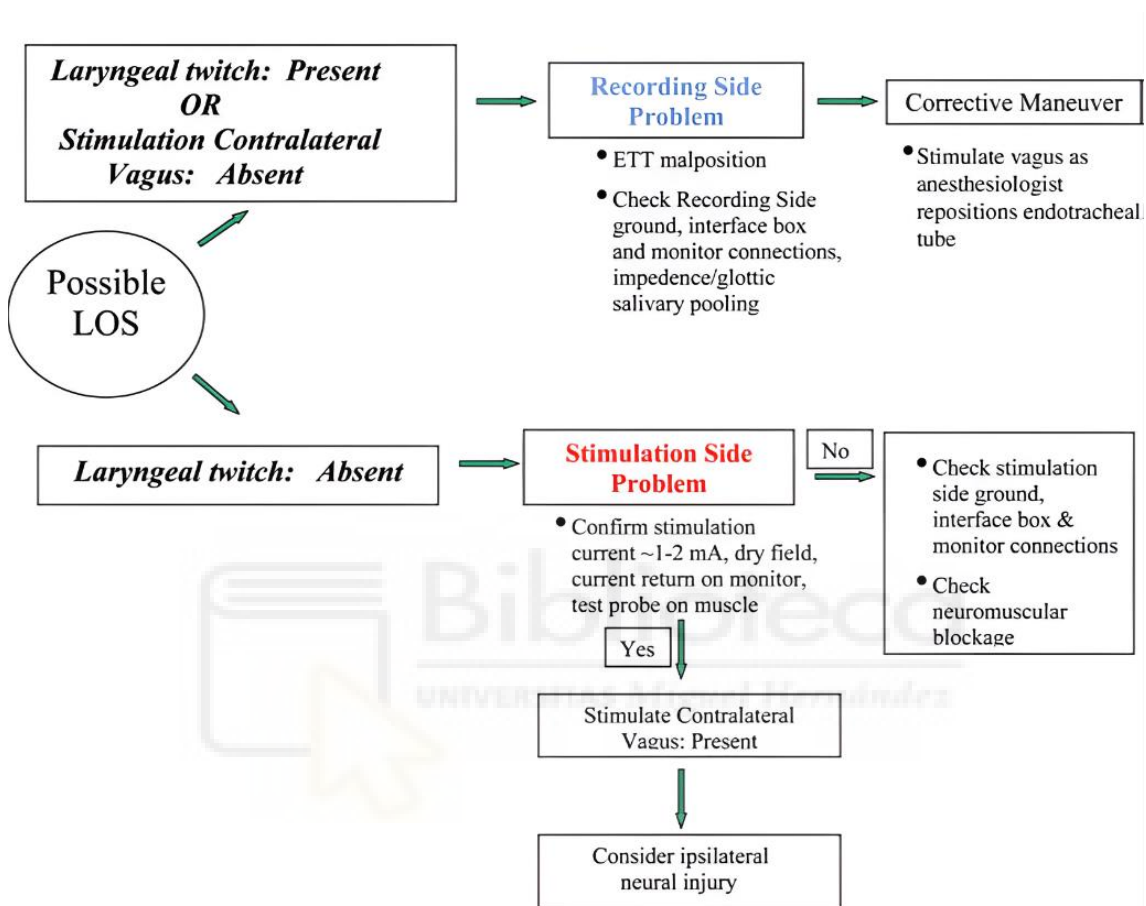 Laryngeal twitch: Present
OR
Stimulation Contralateral
Vagus: Absent
Recording Side
Problem
• ETT malposition
• Check Recording Side
ground, interface box
and monitor connections,
impedence/glottic
salivary pooling
Corrective Maneuver
• Stimulate vagus as
anesthesiologist
repositions endotracheal
tube
Possible
LOS
Laryngeal twitch: Absent
Stimulation Side
Problem
• Confirm stimulation
current ~1-2 mA, dry field,
current return on monitor,
test probe on muscle
No
• Check stimulation
side ground,
interface box &
monitor connections
• Check
neuromuscular
blockage
Yes
Stimulate Contralateral
Vagus: Present
Consider ipsilateral
neural injury
Biblioteca
UNIVERSITAS Miguel Hernández